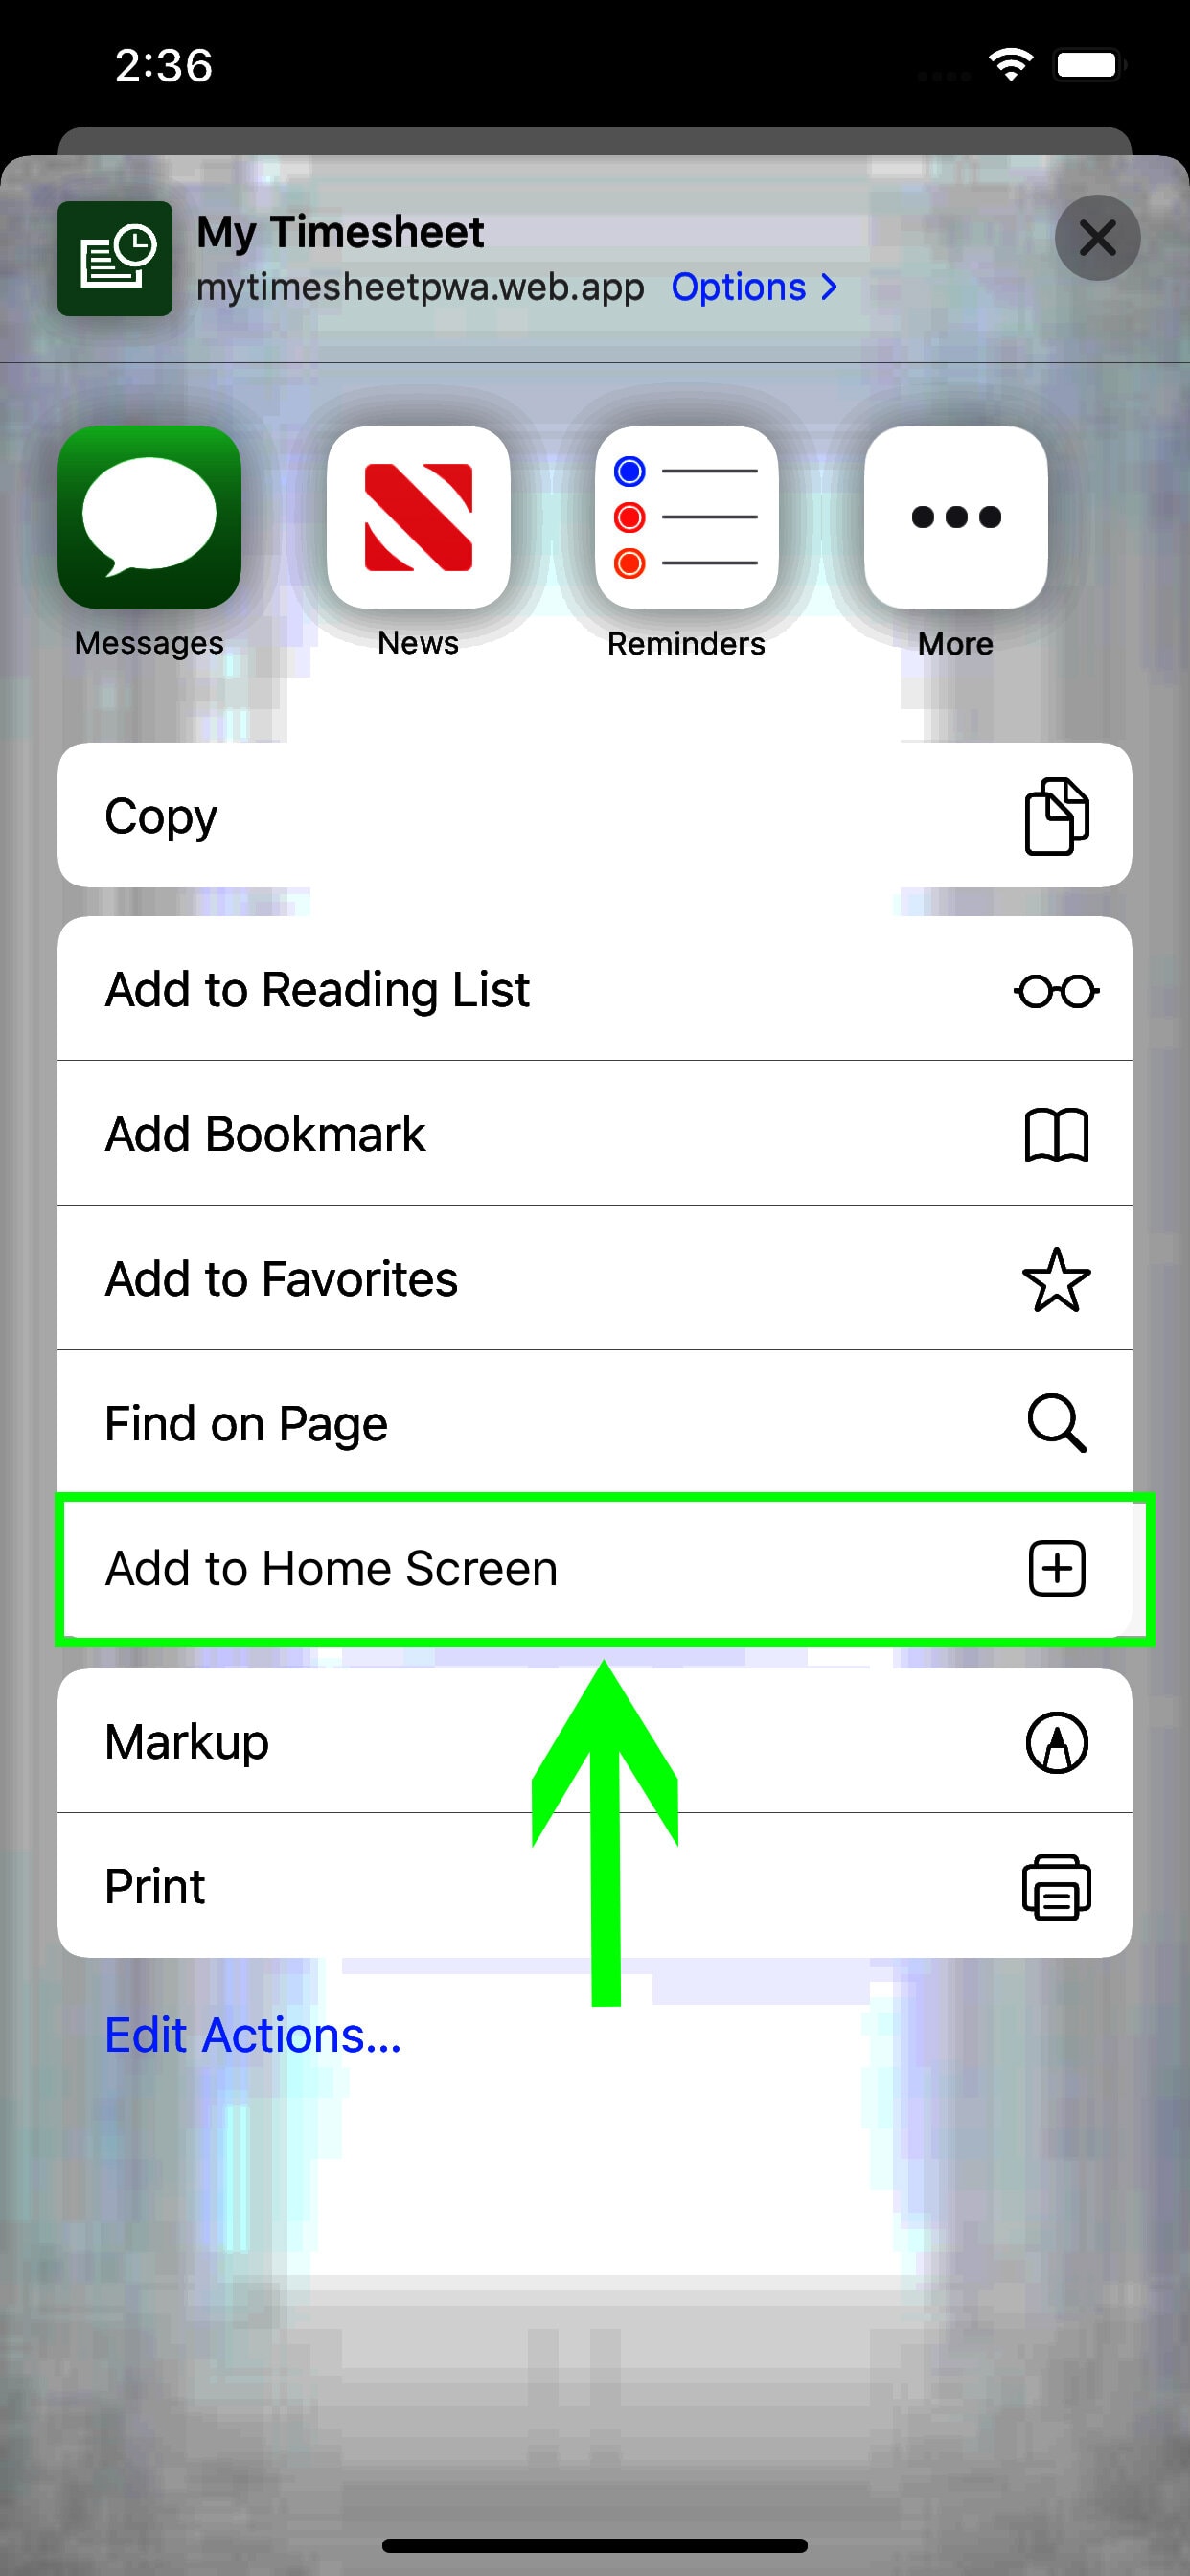 2:36
My Timesheet
mytimesheetpwa.web.app Options >
Messages News Reminders More
Copy
Add to Reading List
Add Bookmark
Add to Favorites
Find on Page
Add to Home Screen
Markup
Print
Edit Actions...